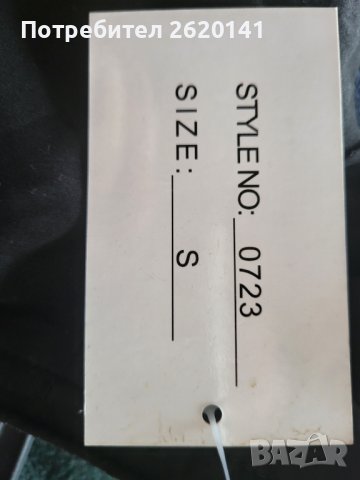 Потребител 2620141
STYLE NO: 0723
SIZE: S
BAZAR